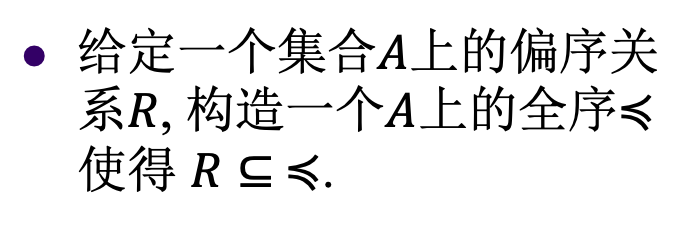 ● 给定一个集合A上的偏序关
系R, 构造一个A上的全序≼
使得 R ⊆ ≼.